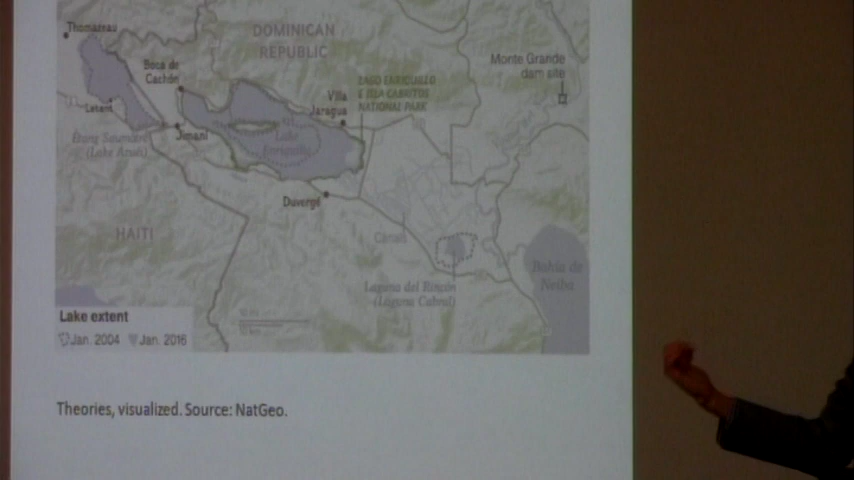 Thomazeau
DOMINICAN
REPUBLIC
Monte Grande
dam site
Boca de
Cachón
LAGO ENRIQUILLO
E ISLA CABRITOS
NATIONAL PARK
Villa
Jaragua
Jimaní
Lake
Étang Saumâtre
(Lake Azuéi)
Duvergé
HAITI
Canals
Bahía de
Neiba
Laguna del Rincón
(Laguna Cabral)
Lake extent
Jan. 2004 Jan. 2016
Theories, visualized. Source: NatGeo.